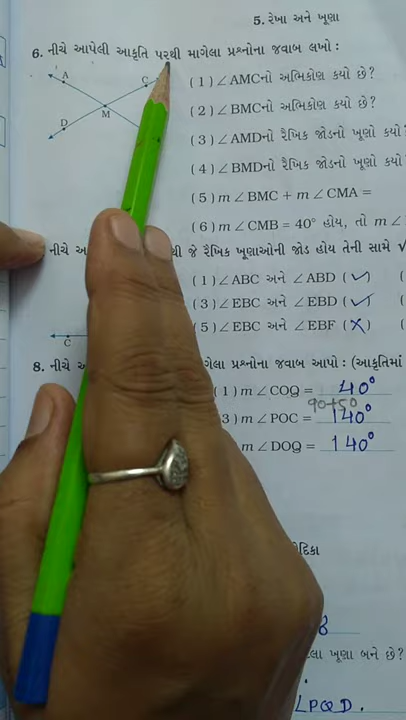 5. રેખા અને ખૂણા
6. નીચે આપેલી આકૃતિ પરથી માગેલા પ્રશ્નોના જવાબ લખો :
A
C
M
D
(1) ∠AMCનો અભિકોણ કયો છે?
(2) ∠BMCનો અભિકોણ કયો છે?
(3) ∠AMDનો રૈખિક જોડનો ખૂણો કયો
(4) ∠BMDનો રૈખિક જોડનો ખૂણો કયો
(5) m∠BMC + m∠CMA =
(6) m∠CMB = 40° હોય, તો m∠
નીચે થી જે રૈખિક ખૂણાઓની જોડ હોય તેની સામે ✓
(1) ∠ABC અને ∠ABD (✓) (
(3) ∠EBC અને ∠EBD (✓) (
(5) ∠EBC અને ∠EBF (X) (
C
8. નીચે ગેલા પ્રશ્નોના જવાબ આપો : (આકૃતિમાં
(1) m∠COQ = 40°
90+50
3) m∠POC = 140°
m∠DOQ = 140°
ખૂણા બને છે?
∠PQD.